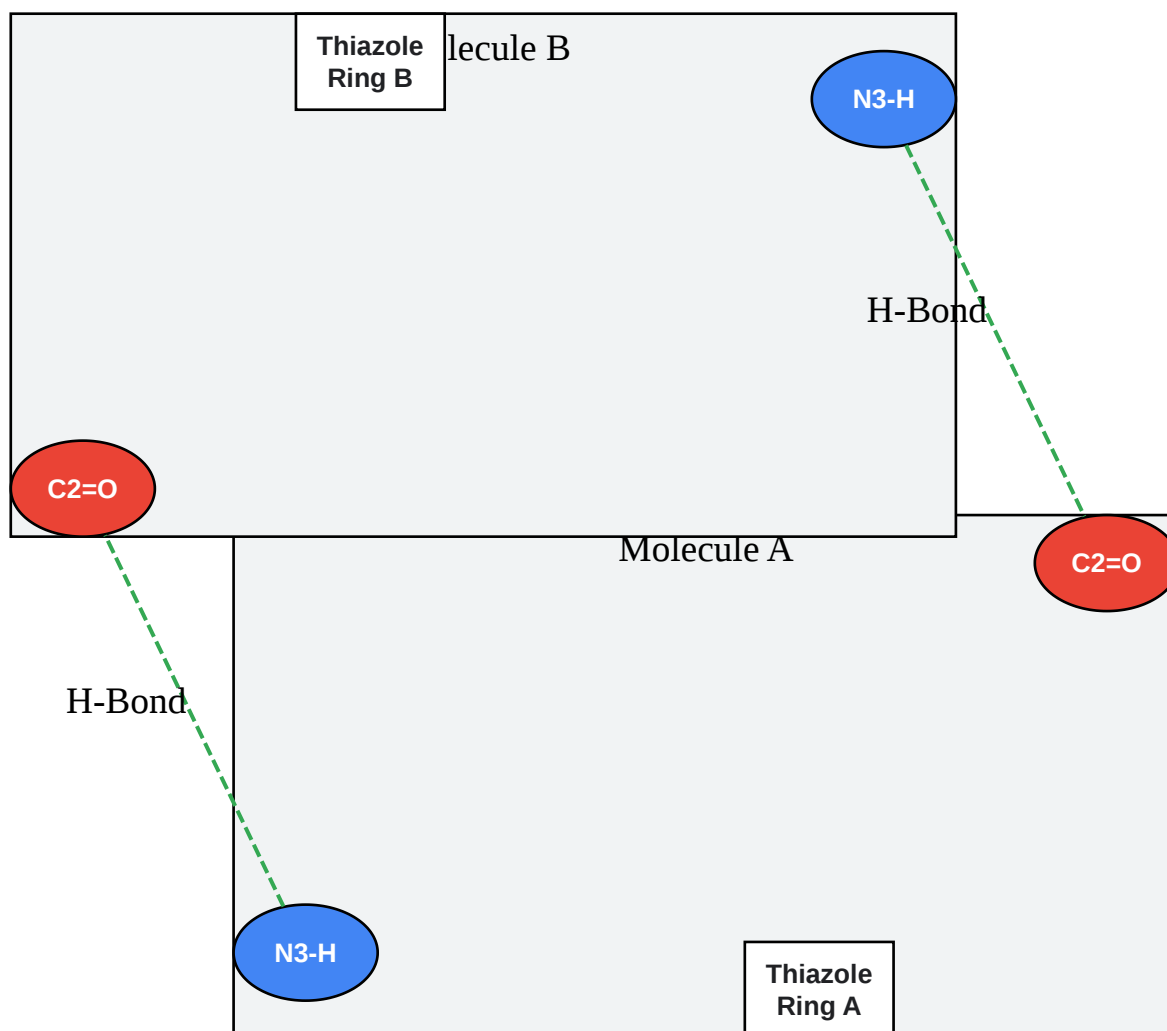 Thiazole
Ring B
lecule B
N3-H
H-Bond
C2=O
Molecule A
C2=O
H-Bond
N3-H
Thiazole
Ring A